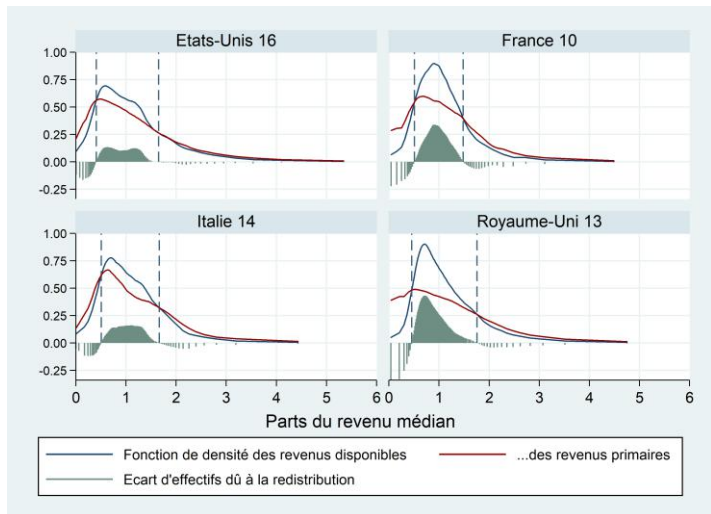 Etats-Unis 16
France 10
1.00
0.75
0.50
0.25
0.00
-0.25
Italie 14
Royaume-Uni 13
1.00
0.75
0.50
0.25
0.00
-0.25
0 1 2 3 4 5 6 0 1 2 3 4 5 6
Parts du revenu médian
Fonction de densité des revenus disponibles
...des revenus primaires
Ecart d'effectifs dû à la redistribution